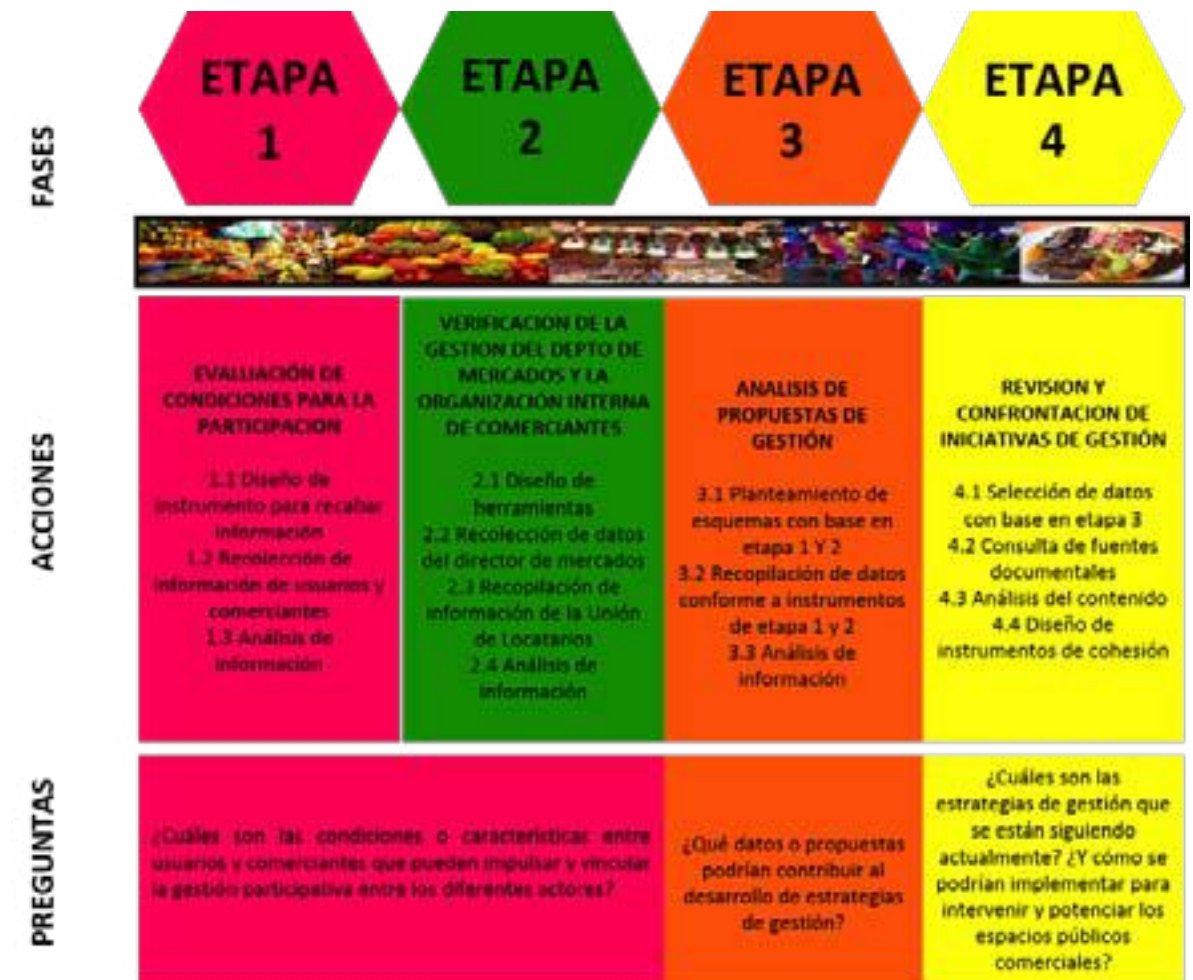 FASES
ETAPA
1
ETAPA
2
ETAPA
3
ETAPA
4
ACCIONES
EVALUACIÓN DE
CONDICIONES PARA LA
PARTICIPACION
1.1 Diseño de
instrumento para recabar
información
1.2 Recolección de
información de usuarios y
comerciantes
1.3 Análisis de
información
VERIFICACION DE LA
GESTION DEL DEPTO DE
MERCADOS Y LA
ORGANIZACIÓN INTERNA
DE COMERCIANTES
2.1 Diseño de
herramientas
2.2 Recolección de datos
del director de mercados
2.3 Recopilación de
información de la Unión
de Locatarios
2.4 Análisis de
información
ANALISIS DE
PROPUESTAS DE
GESTIÓN
3.1 Planteamiento de
esquemas con base en
etapa 1 Y 2
3.2 Recopilación de datos
conforme a instrumentos
de etapa 1 y 2
3.3 Análisis de
información
REVISION Y
CONFRONTACION DE
INICIATIVAS DE GESTIÓN
4.1 Selección de datos
con base en etapa 3
4.2 Consulta de fuentes
documentales
4.3 Análisis del contenido
4.4 Diseño de
instrumentos de cohesión
PREGUNTAS
¿Cuáles son las condiciones o características entre
usuarios y comerciantes que pueden impulsar y vincular
la gestión participativa entre los diferentes actores?
¿Qué datos o propuestas
podrían contribuir al
desarrollo de estrategias
de gestión?
¿Cuáles son las
estrategias de gestión que
se están siguiendo
actualmente? ¿Y cómo se
podrían implementar para
intervenir y potenciar los
espacios públicos
comerciales?